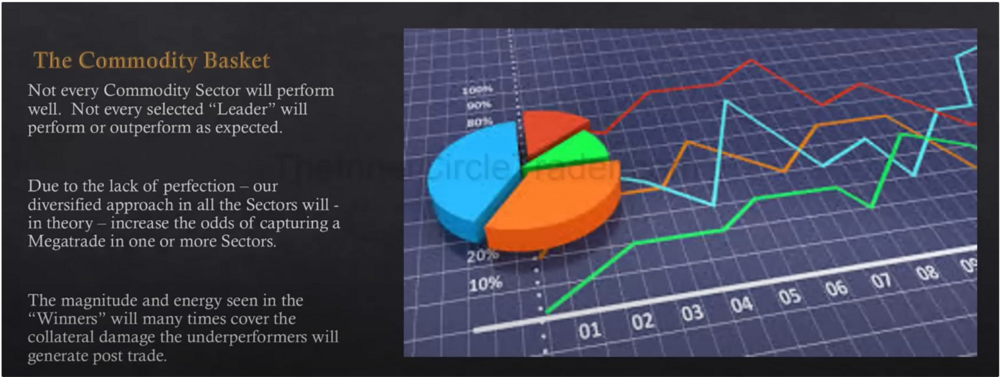 The Commodity Basket
Not every Commodity Sector will perform
well.  Not every selected “Leader” will
perform or outperform as expected.
Due to the lack of perfection – our
diversified approach in all the Sectors will -
in theory – increase the odds of capturing a
Megatrade in one or more Sectors.
The magnitude and energy seen in the
“Winners” will many times cover the
collateral damage the underperformers will
generate post trade.
100%
90%
80%
20%
10%
01 02 03 04 05 06 07 08 09